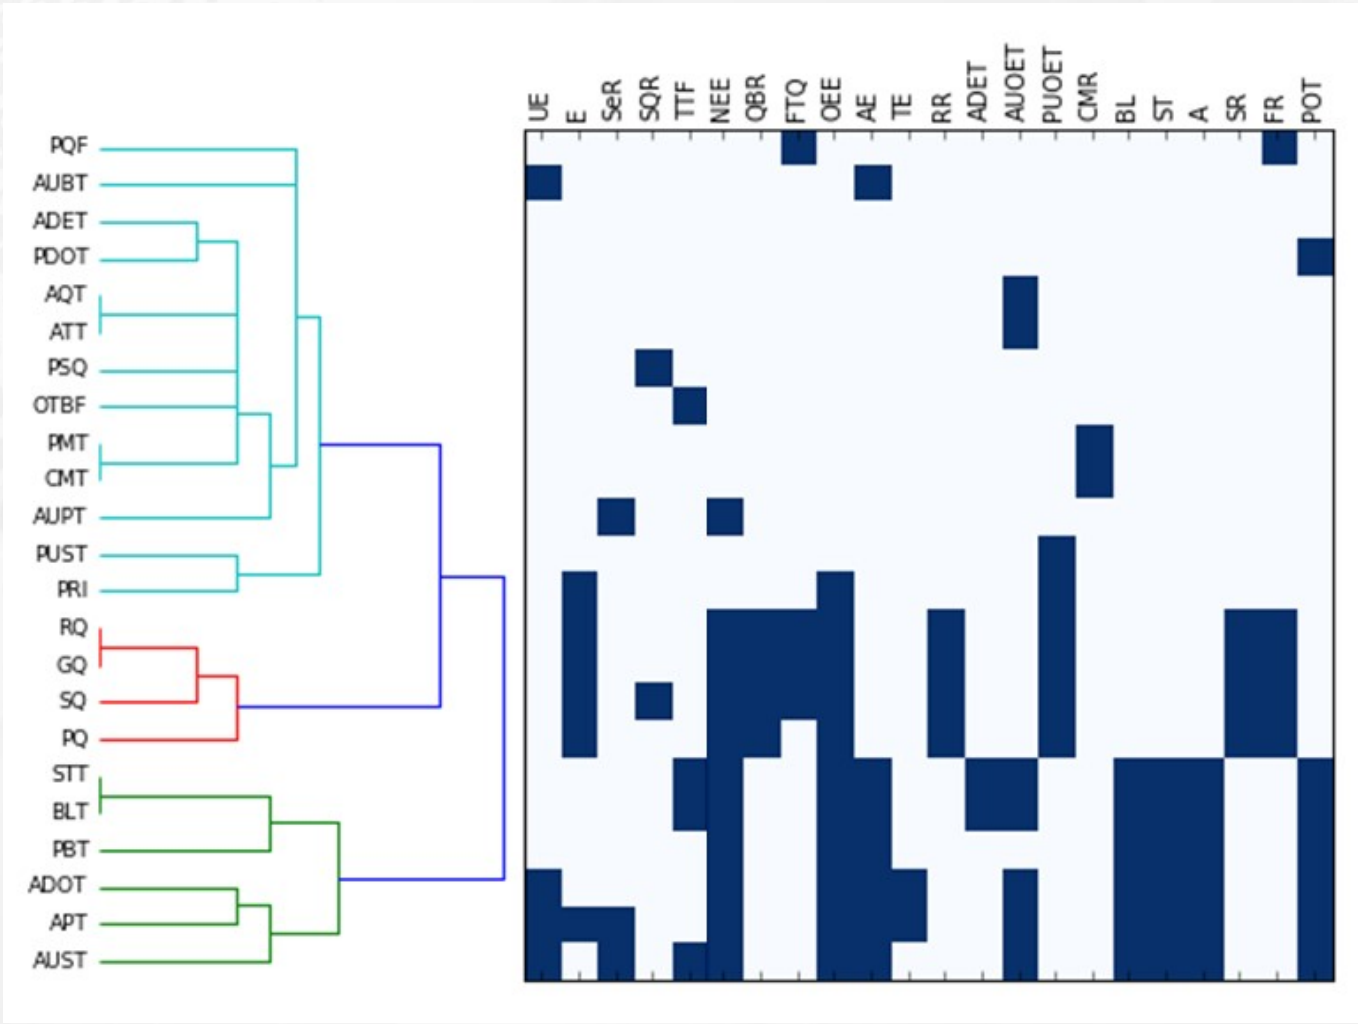 UE E SeR SQR TTF NEE QBR FTQ OEE AE TE RR ADET AUOET PUOET CMR BL ST A SR FR POT
PQF
AUBT
ADET
PDOT
AQT
ATT
PSQ
OTBF
PMT
CMT
AUPT
PUST
PRI
RQ
GQ
SQ
PQ
STT
BLT
PBT
ADOT
APT
AUST